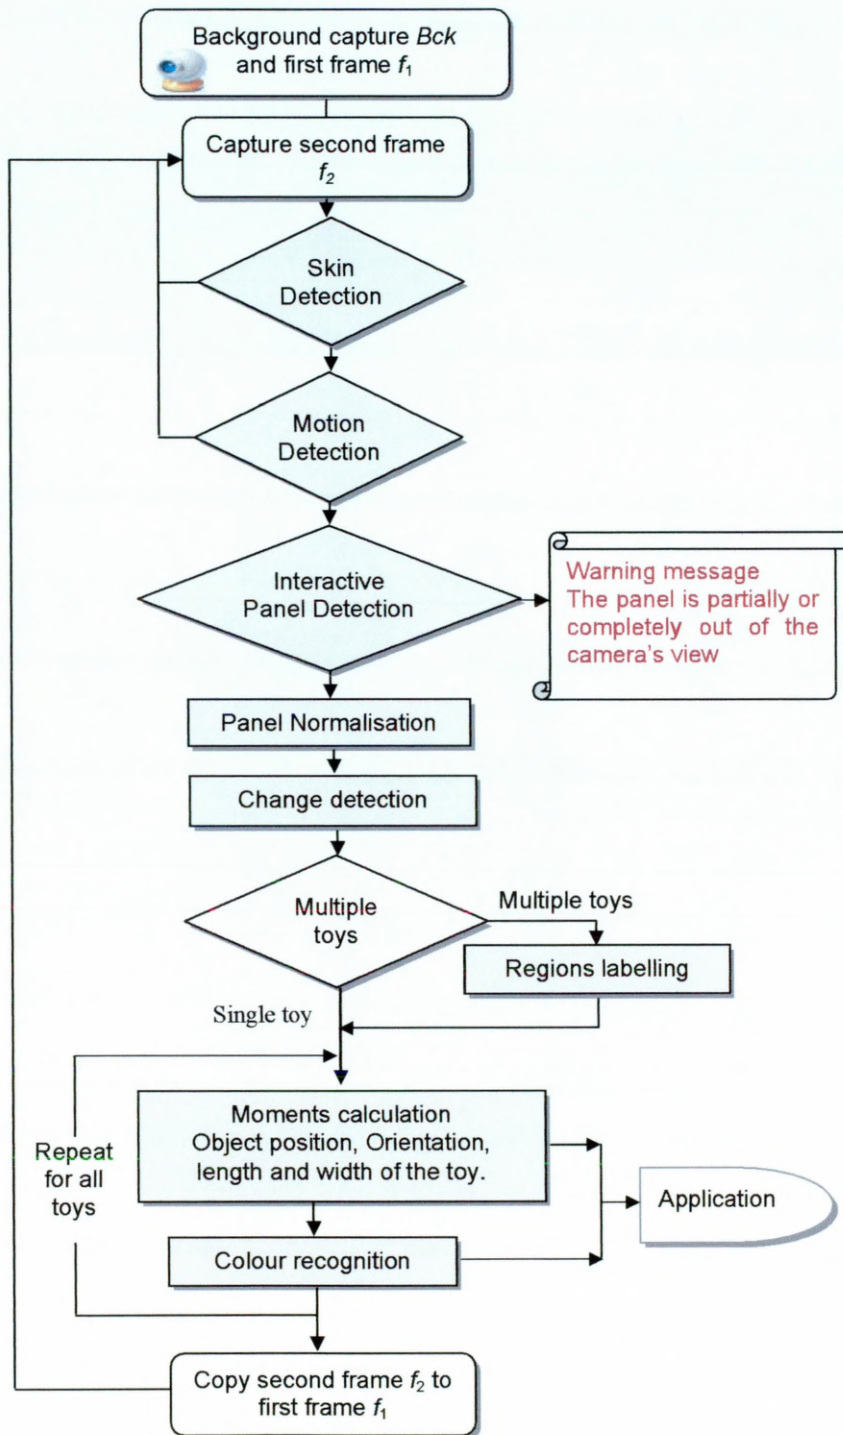 Background capture Bck
and first frame f₁
Capture second frame
f₂
Skin
Detection
Motion
Detection
Interactive
Panel Detection
Warning message
The panel is partially or
completely out of the
camera's view
Panel Normalisation
Change detection
Multiple
toys
Multiple toys
Regions labelling
Single toy
Moments calculation
Object position, Orientation,
length and width of the toy.
Repeat
for all
toys
Application
Colour recognition
Copy second frame f₂ to
first frame f₁